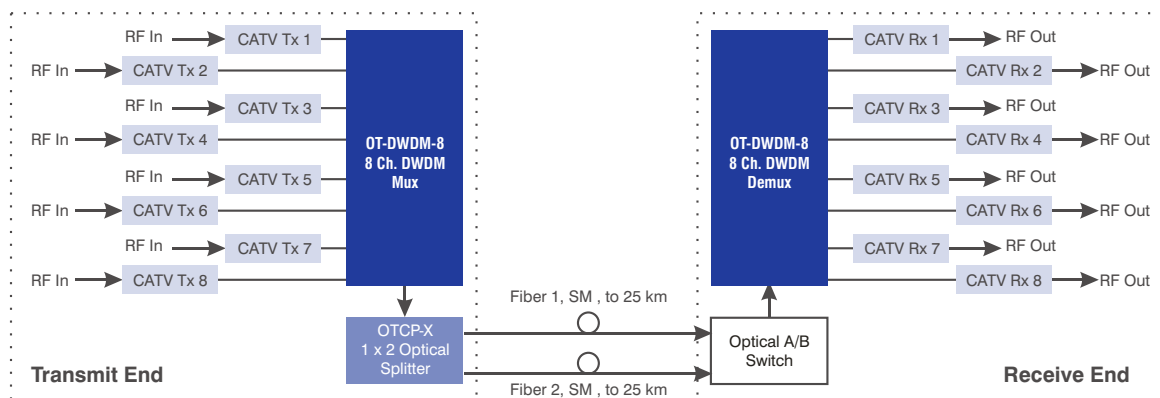 RF In
CATV Tx 1
RF In
CATV Tx 2
RF In
CATV Tx 3
RF In
CATV Tx 4
RF In
CATV Tx 5
RF In
CATV Tx 6
RF In
CATV Tx 7
RF In
CATV Tx 8
OT-DWDM-8
8 Ch. DWDM
Mux
OTCP-X
1 x 2 Optical
Splitter
Transmit End
Fiber 1, SM , to 25 km
Fiber 2, SM , to 25 km
OT-DWDM-8
8 Ch. DWDM
Demux
Optical A/B
Switch
CATV Rx 1
RF Out
CATV Rx 2
RF Out
CATV Rx 3
RF Out
CATV Rx 4
RF Out
CATV Rx 5
RF Out
CATV Rx 6
RF Out
CATV Rx 7
RF Out
CATV Rx 8
RF Out
Receive End